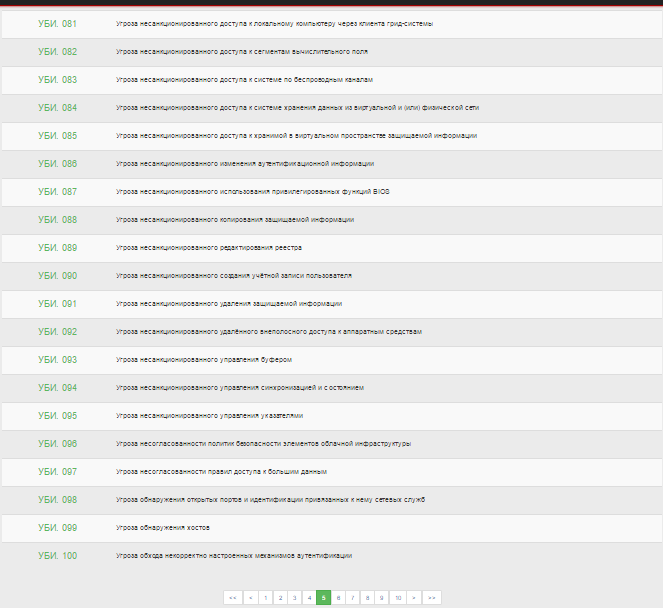 УБИ. 081 Угроза несанкционированного доступа к локальному компьютеру через клиента грид-системы
УБИ. 082 Угроза несанкционированного доступа к сегментам вычислительного поля
УБИ. 083 Угроза несанкционированного доступа к системе по беспроводным каналам
УБИ. 084 Угроза несанкционированного доступа к системе хранения данных из виртуальной и (или) физической сети
УБИ. 085 Угроза несанкционированного доступа к хранимой в виртуальном пространстве защищаемой информации
УБИ. 086 Угроза несанкционированного изменения аутентификационной информации
УБИ. 087 Угроза несанкционированного использования привилегированных функций BIOS
УБИ. 088 Угроза несанкционированного копирования защищаемой информации
УБИ. 089 Угроза несанкционированного редактирования реестра
УБИ. 090 Угроза несанкционированного создания учётной записи пользователя
УБИ. 091 Угроза несанкционированного удаления защищаемой информации
УБИ. 092 Угроза несанкционированного удалённого внеполосного доступа к аппаратным средствам
УБИ. 093 Угроза несанкционированного управления буфером
УБИ. 094 Угроза несанкционированного управления синхронизацией и состоянием
УБИ. 095 Угроза несанкционированного управления указателями
УБИ. 096 Угроза несогласованности политик безопасности элементов облачной инфраструктуры
УБИ. 097 Угроза несогласованности правил доступа к большим данным
УБИ. 098 Угроза обнаружения открытых портов и идентификации привязанных к нему сетевых служб
УБИ. 099 Угроза обнаружения хостов
УБИ. 100 Угроза обхода некорректно настроенных механизмов аутентификации
<< < 1 2 3 4 5 6 7 8 9 10 > >>